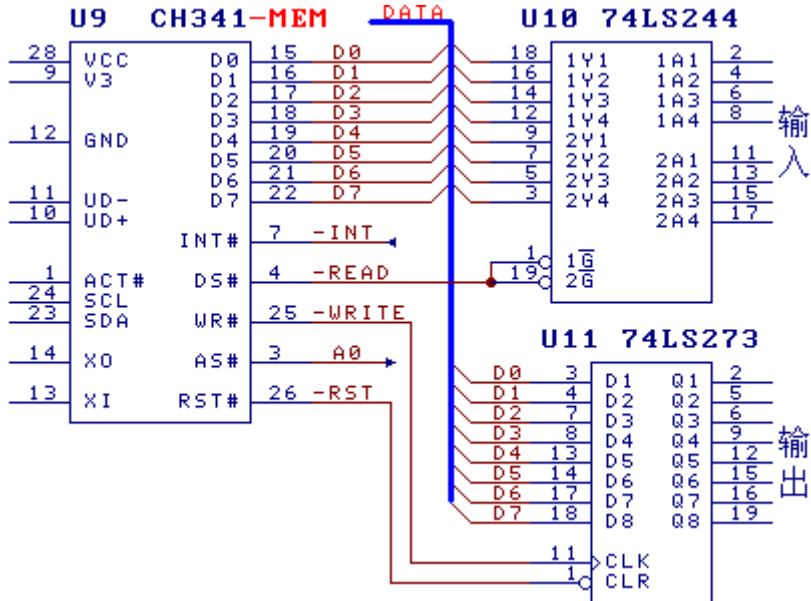 U9 CH341-MEM DATA U10 74LS244
28 VCC D0 15 D0 18 1Y1 1A1 2
9 V3 D1 16 D1 16 1Y2 1A2 4
D2 17 D2 14 1Y3 1A3 6
D3 18 D3 12 1Y4 1A4 8
12 GND D4 19 D4 9 2Y1
D5 20 D5 7 2Y2 2A1 11
D6 21 D6 5 2Y3 2A2 13
11 UD- D7 22 D7 3 2Y4 2A3 15
10 UD+ 2A4 17
输入
INT# 7 -INT
1 1G
1 ACT# DS# 4 -READ 19 2G
24 SCL
23 SDA WR# 25 -WRITE
U11 74LS273
14 XO AS# 3 A0
13 XI RST# 26 -RST
D0 3 D1 Q1 2
D1 4 D2 Q2 5
D2 7 D3 Q3 6
D3 8 D4 Q4 9
D4 13 D5 Q5 12
D5 14 D6 Q6 15
D6 17 D7 Q7 16
D7 18 D8 Q8 19
输出
11 CLK
1 CLR